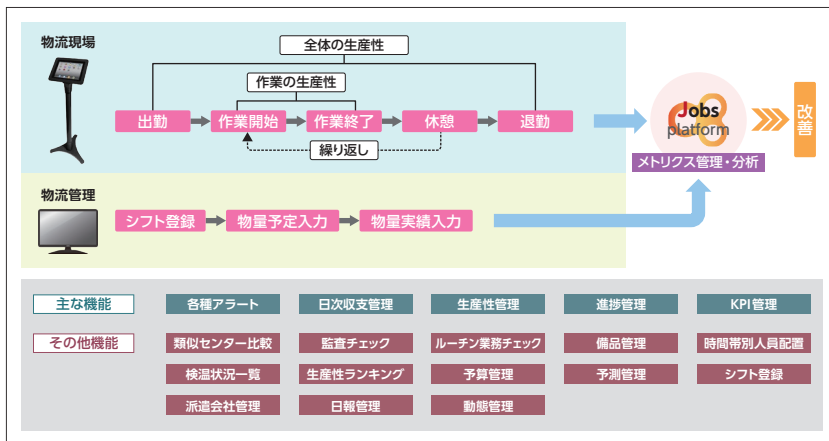 物流現場
全体の生産性
作業の生産性
出勤
作業開始
作業終了
休憩
退勤
繰り返し
Jobs
platform
メトリクス管理・分析
改善
物流管理
シフト登録
物量予定入力
物量実績入力
主な機能
各種アラート
日次収支管理
生産性管理
進捗管理
KPI管理
その他機能
類似センター比較
監査チェック
ルーチン業務チェック
備品管理
時間帯別人員配置
検温状況一覧
生産性ランキング
予算管理
予測管理
シフト登録
派遣会社管理
日報管理
動態管理